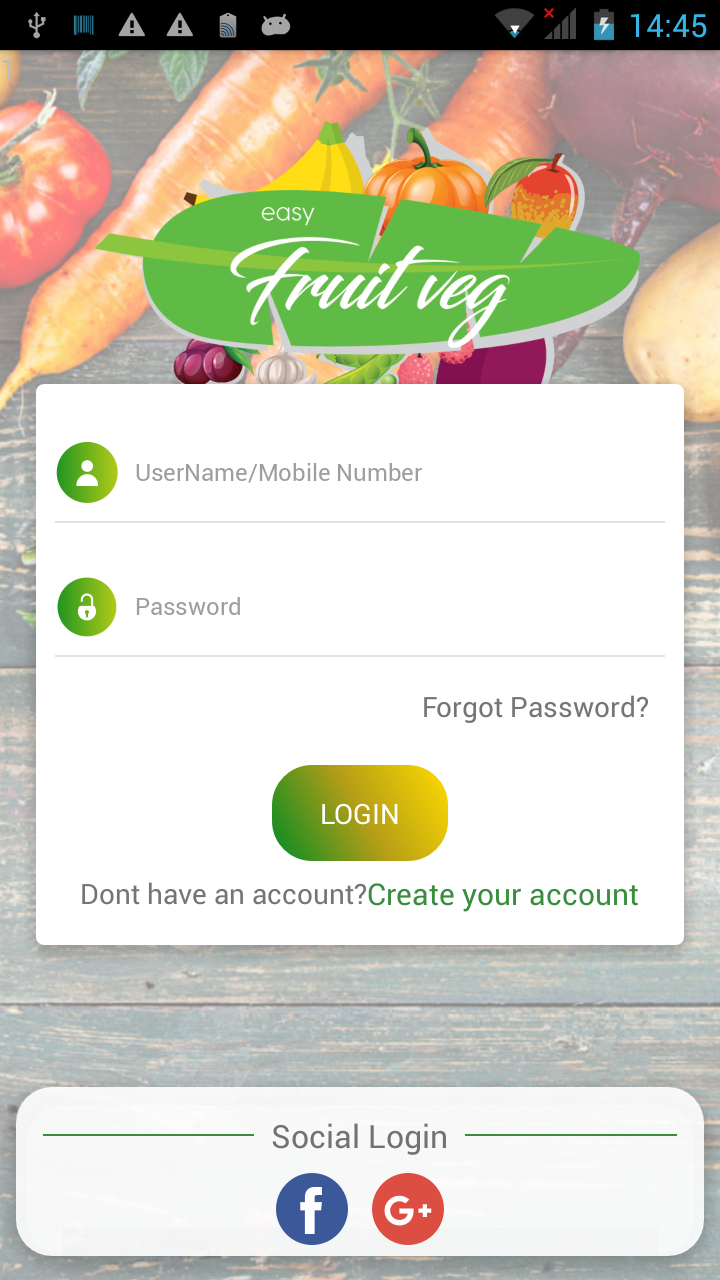 14:45
easy
Fruit veg
UserName/Mobile Number
Password
Forgot Password?
LOGIN
Dont have an account?Create your account
Social Login
f
G+